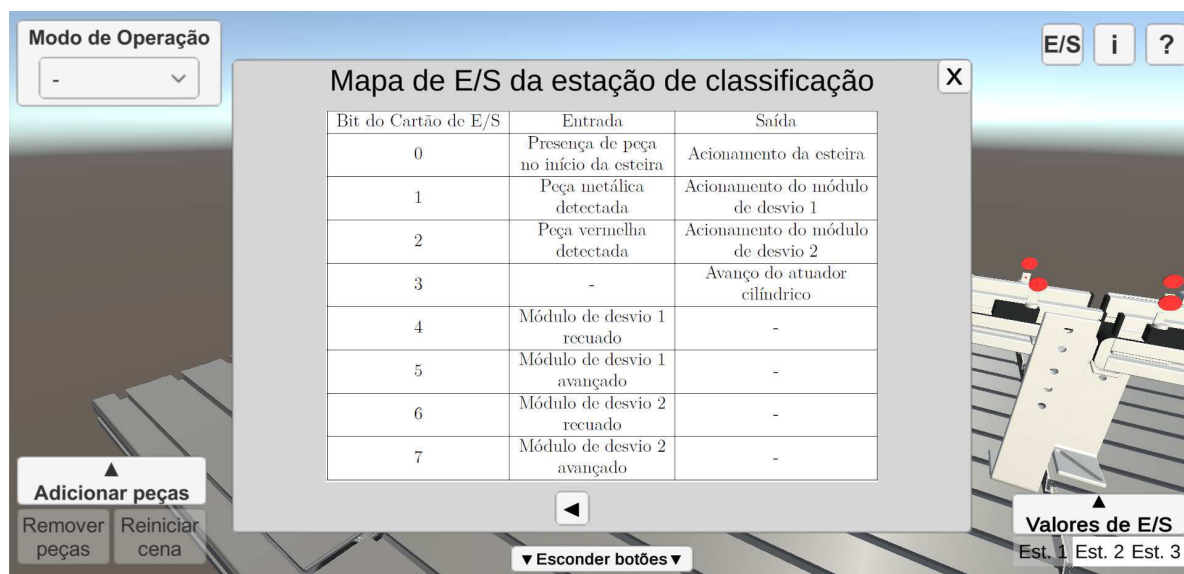 Modo de Operação
-
E/S i ?
Mapa de E/S da estação de classificação
X
Bit do Cartão de E/S Entrada Saída
0 Presença de peça no início da esteira Acionamento da esteira
1 Peça metálica detectada Acionamento do módulo de desvio 1
2 Peça vermelha detectada Acionamento do módulo de desvio 2
3 - Avanço do atuador cilíndrico
4 Módulo de desvio 1 recuado -
5 Módulo de desvio 1 avançado -
6 Módulo de desvio 2 recuado -
7 Módulo de desvio 2 avançado -
▲
Adicionar peças
Remover peças
Reiniciar cena
◄
▼Esconder botões▼
▲
Valores de E/S
Est. 1 Est. 2 Est. 3